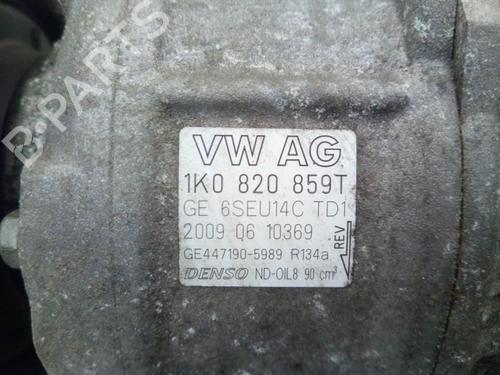 B-PARTS
VW AG
1K0 820 859T
GE 6SEU14C TD1
2009 06 10369
REV
GE447190-5989 R134a
DENSO ND-OIL8 90 cm³